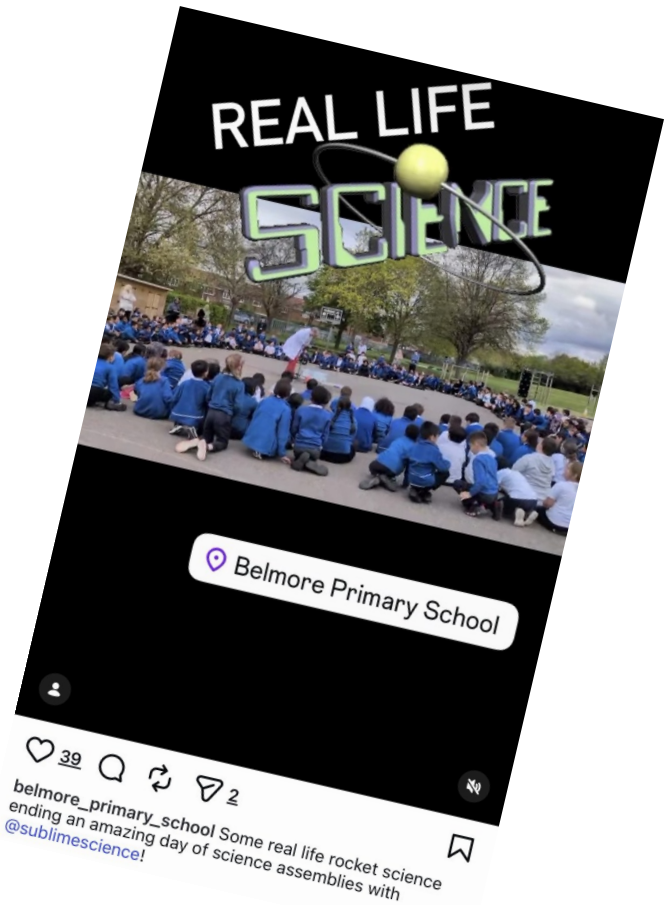 REAL LIFE
SCIENCE
Belmore Primary School
39
2
belmore_primary_school Some real life rocket science
ending an amazing day of science assemblies with
@sublimescience!